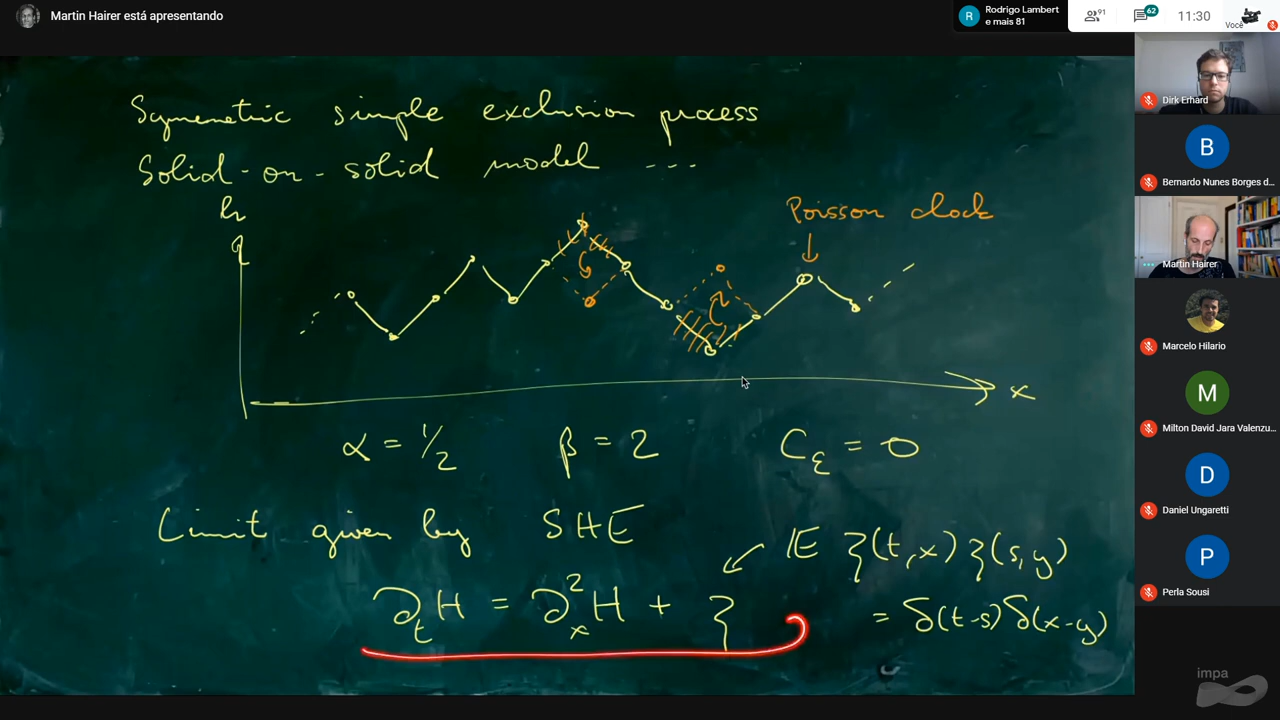 Martin Hairer está apresentando
Rodrigo Lambert
e mais 81
R
91
62
11:30
Você
Symmetric simple exclusion process
Solid-on-solid model ---
h
Poisson clock
x
α = 1/2 β = 2 C_ε = 0
Limit given by SHE
𝔼 ξ(t,x) ξ(s,y)
∂_t H = ∂_x^2 H + ξ
= δ(t-s) δ(x-y)
Dirk Erhard
B
Bernardo Nunes Borges d...
Martin Hairer
Marcelo Hilario
M
Milton David Jara Valenzu...
D
Daniel Ungaretti
P
Perla Sousi
impa